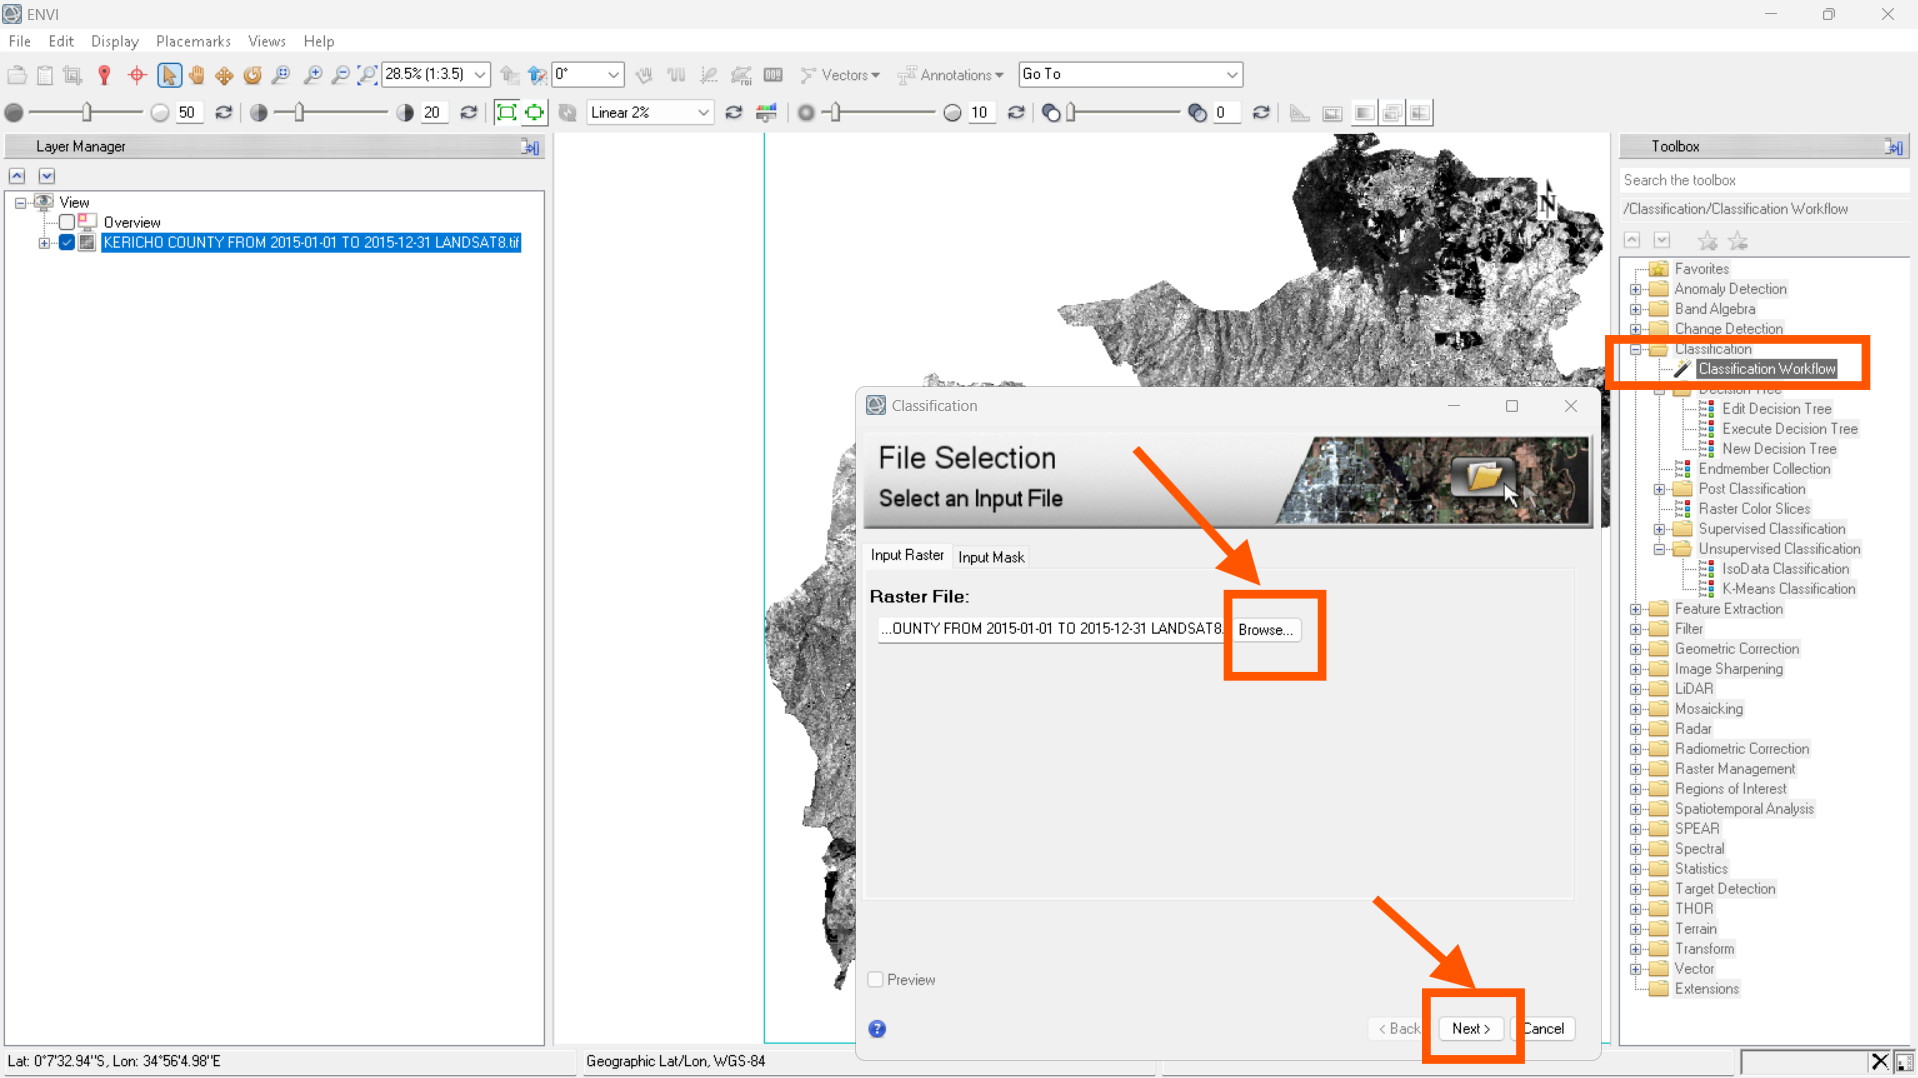 ENVI
File Edit Display Placemarks Views Help
28.5% (1:3.5) 0° Vectors Annotations Go To
50 20 Linear 2% 10 0
Layer Manager
View
Overview
KERICHO COUNTY FROM 2015-01-01 TO 2015-12-31 LANDSAT8.tif
N
Classification
File Selection
Select an Input File
Input Raster Input Mask
Raster File:
...OUNTY FROM 2015-01-01 TO 2015-12-31 LANDSAT8. Browse...
Preview
?
< Back Next > Cancel
Toolbox
Search the toolbox
/Classification/Classification Workflow
Favorites
Anomaly Detection
Band Algebra
Change Detection
Classification
Classification Workflow
Decision Tree
Edit Decision Tree
Execute Decision Tree
New Decision Tree
Endmember Collection
Post Classification
Raster Color Slices
Supervised Classification
Unsupervised Classification
IsoData Classification
K-Means Classification
Feature Extraction
Filter
Geometric Correction
Image Sharpening
LiDAR
Mosaicking
Radar
Radiometric Correction
Raster Management
Regions of Interest
Spatiotemporal Analysis
SPEAR
Spectral
Statistics
Target Detection
THOR
Terrain
Transform
Vector
Extensions
Lat: 0°7'32.94"S, Lon: 34°56'4.98"E Geographic Lat/Lon, WGS-84